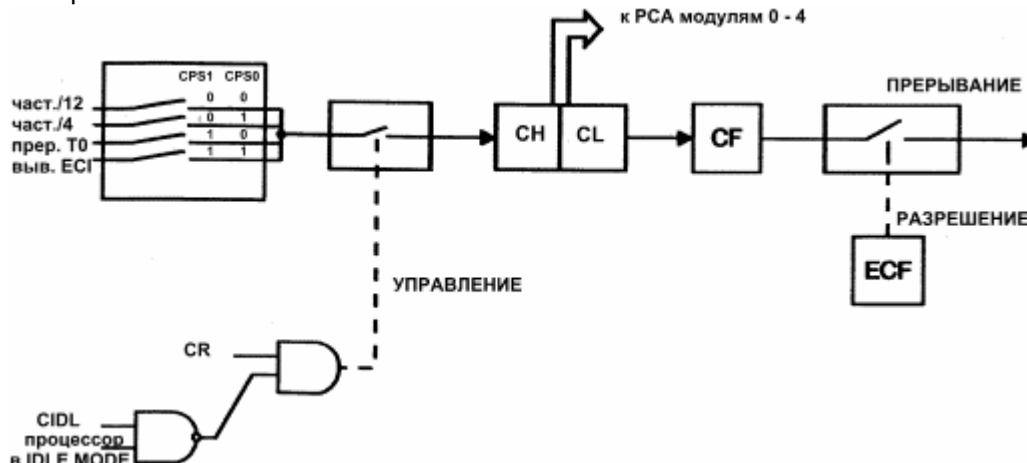 к РСА модулям 0 - 4
CPS1 CPS0
част./12 0 0
част./4 0 1
прер. T0 1 0
выв. ECI 1 1
CH CL
CF
ПРЕРЫВАНИЕ
РАЗРЕШЕНИЕ
ECF
УПРАВЛЕНИЕ
CR
CIDL
процессор
в IDLE MODE